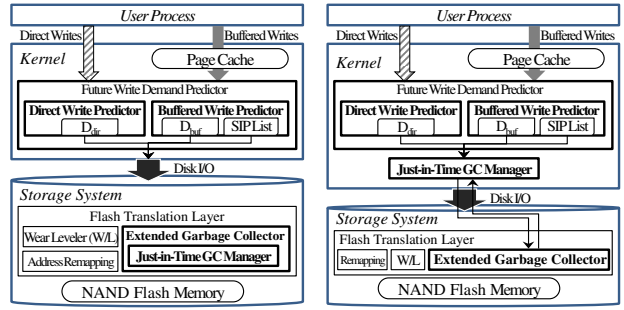 User Process
Direct Writes
Buffered Writes
Kernel
Page Cache
Future Write Demand Predictor
Direct Write Predictor
Buffered Write Predictor
D_dir
D_buf
SIP List
Disk I/O
Storage System
Flash Translation Layer
Wear Leveler (W/L)
Extended Garbage Collector
Address Remapping
Just-in-Time GC Manager
NAND Flash Memory
User Process
Direct Writes
Buffered Writes
Kernel
Page Cache
Future Write Demand Predictor
Direct Write Predictor
Buffered Write Predictor
D_dir
D_buf
SIP List
Just-in-Time GC Manager
Disk I/O
Storage System
Flash Translation Layer
Remapping
W/L
Extended Garbage Collector
NAND Flash Memory